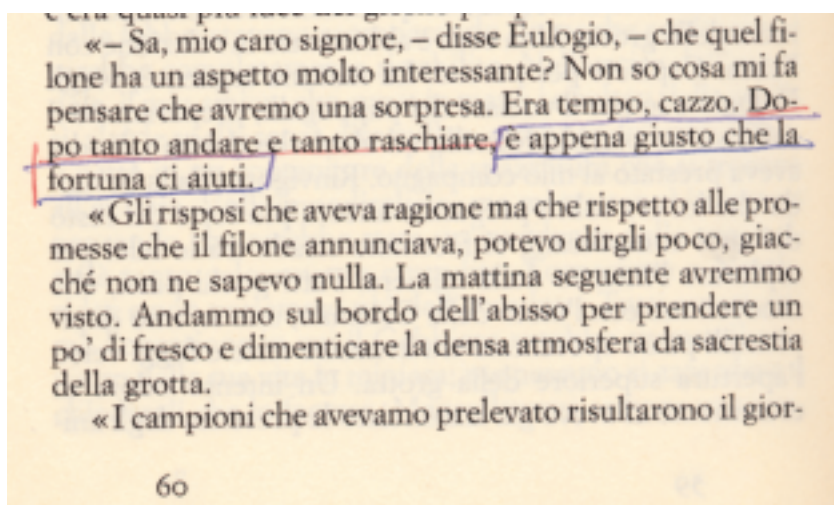 «– Sa, mio caro signore, – disse Eulogio, – che quel fi-
lone ha un aspetto molto interessante? Non so cosa mi fa
pensare che avremo una sorpresa. Era tempo, cazzo. Do-
po tanto andare e tanto raschiare, è appena giusto che la
fortuna ci aiuti.
«Gli risposi che aveva ragione ma che rispetto alle pro-
messe che il filone annunciava, potevo dirgli poco, giac-
ché non ne sapevo nulla. La mattina seguente avremmo
visto. Andammo sul bordo dell'abisso per prendere un
po' di fresco e dimenticare la densa atmosfera da sacrestia
della grotta.
«I campioni che avevamo prelevato risultarono il gior-
60